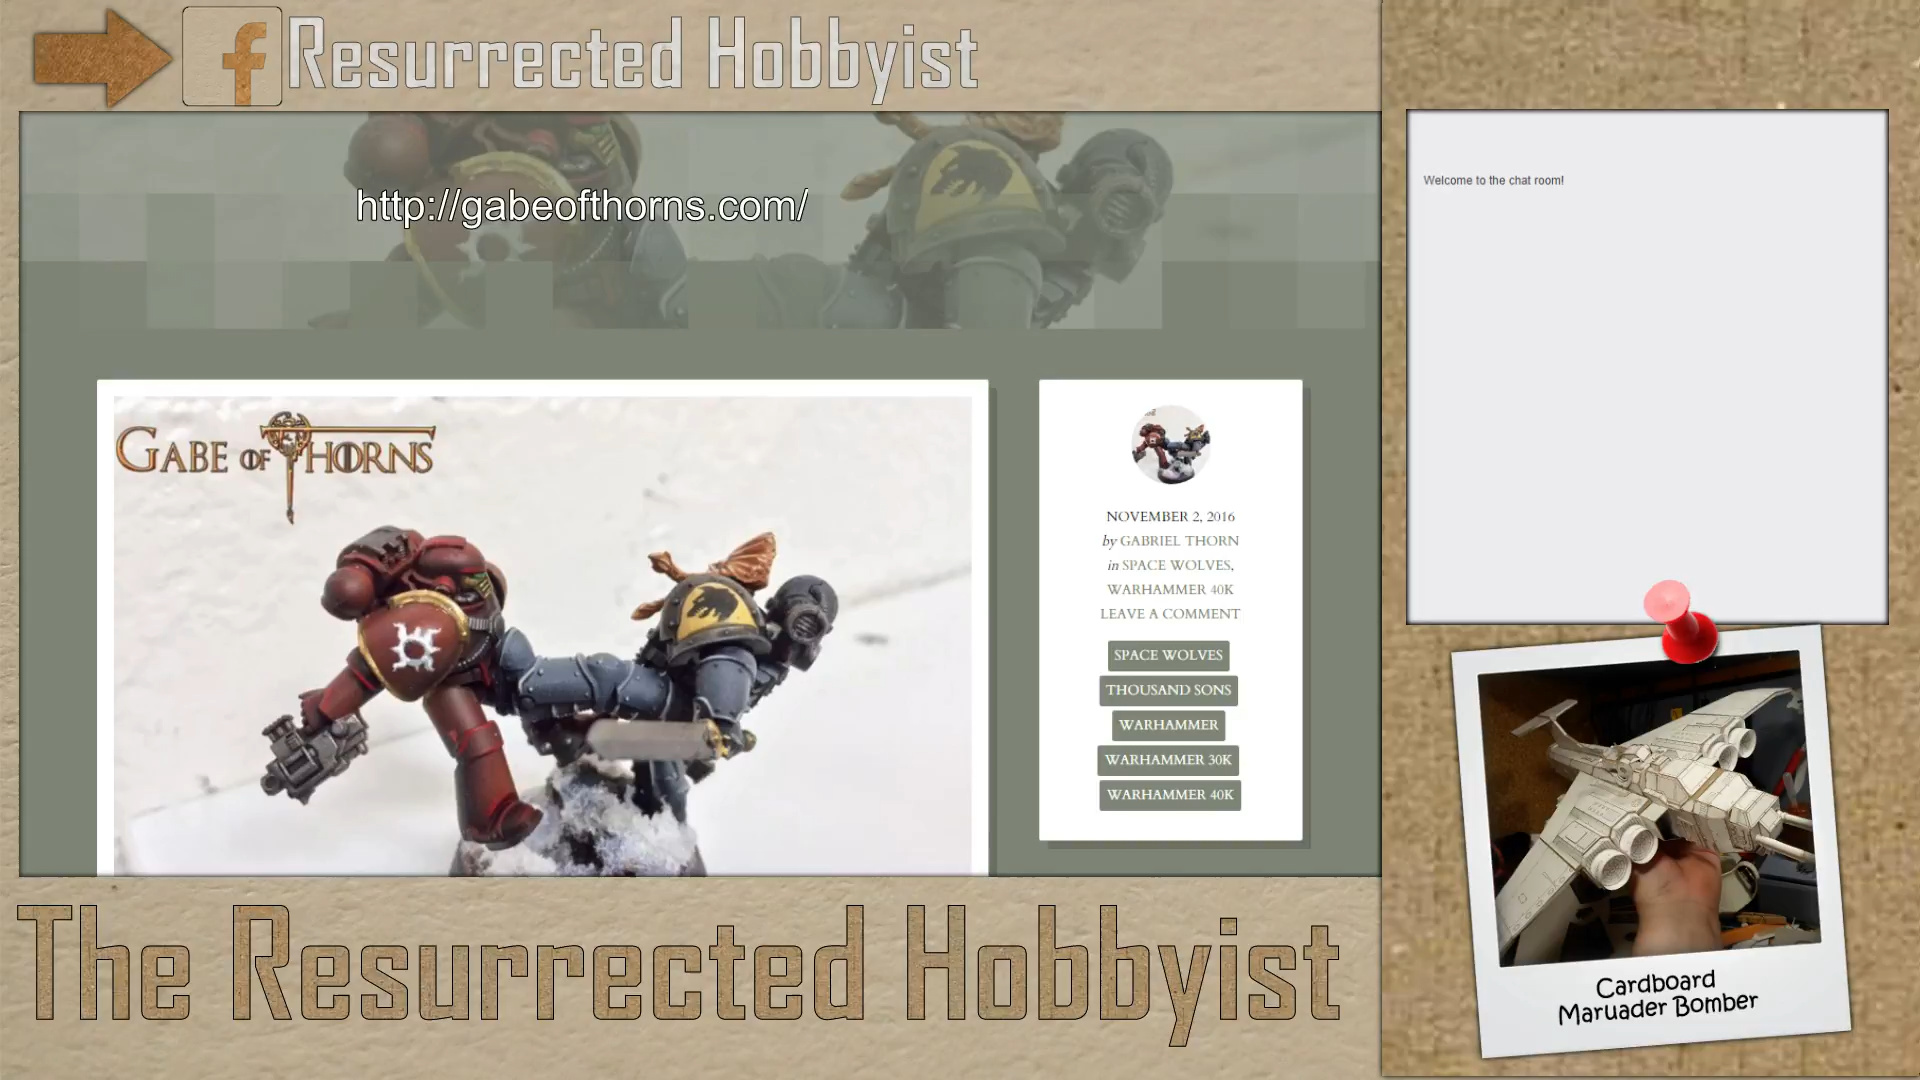 f Resurrected Hobbyist
http://gabeofthorns.com/
GABE OF THORNS
NOVEMBER 2, 2016
by GABRIEL THORN
in SPACE WOLVES,
WARHAMMER 40K
LEAVE A COMMENT
SPACE WOLVES
THOUSAND SONS
WARHAMMER
WARHAMMER 30K
WARHAMMER 40K
Welcome to the chat room!
Cardboard
Maruader Bomber
The Resurrected Hobbyist